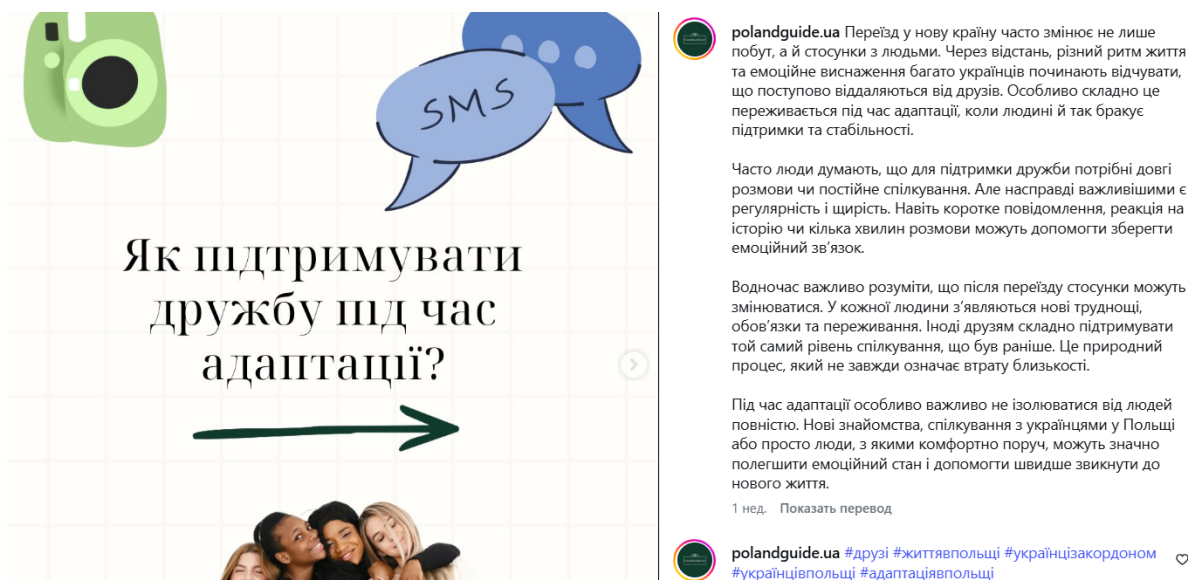 SMS
Як підтримувати
дружбу під час
адаптації?
polandguide.ua Переїзд у нову країну часто змінює не лише
побут, а й стосунки з людьми. Через відстань, різний ритм життя
та емоційне виснаження багато українців починають відчувати,
що поступово віддаляються від друзів. Особливо складно це
переживається під час адаптації, коли людині й так бракує
підтримки та стабільності.
Часто люди думають, що для підтримки дружби потрібні довгі
розмови чи постійне спілкування. Але насправді важливішими є
регулярність і щирість. Навіть коротке повідомлення, реакція на
історію чи кілька хвилин розмови можуть допомогти зберегти
емоційний зв’язок.
Водночас важливо розуміти, що після переїзду стосунки можуть
змінюватися. У кожної людини з’являються нові труднощі,
обов’язки та переживання. Іноді друзям складно підтримувати
той самий рівень спілкування, що був раніше. Це природний
процес, який не завжди означає втрату близькості.
Під час адаптації особливо важливо не ізолюватися від людей
повністю. Нові знайомства, спілкування з українцями у Польщі
або просто люди, з якими комфортно поруч, можуть значно
полегшити емоційний стан і допомогти швидше звикнути до
нового життя.
1 нед. Показать перевод
polandguide.ua #друзі #життявпольщі #українцізакордоном
#українцівпольщі #адаптаціявпольщі